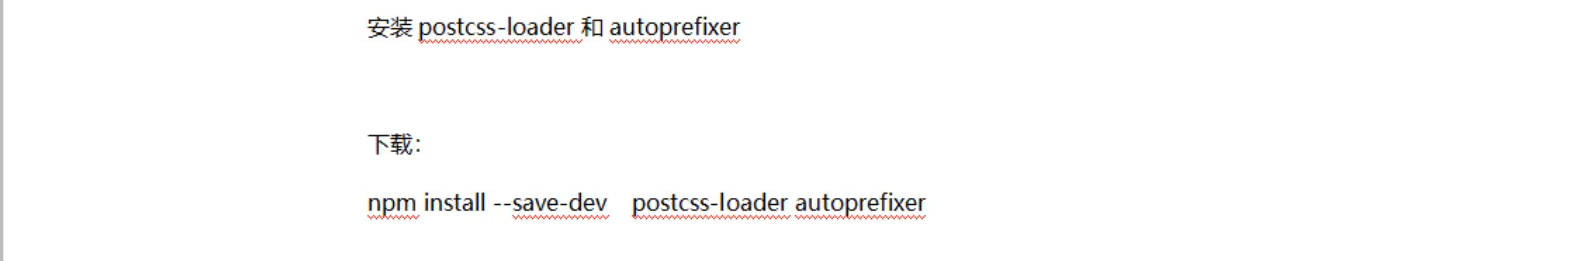 安装 postcss-loader 和 autoprefixer
下载：
npm install --save-dev    postcss-loader autoprefixer